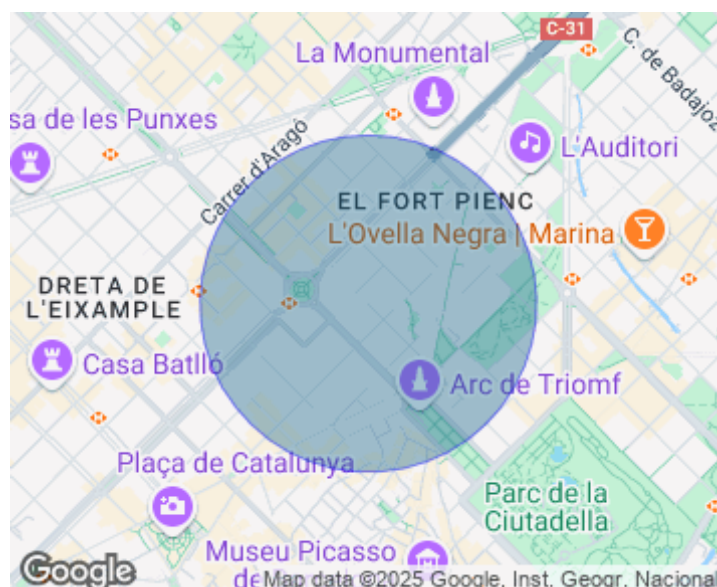 C-31
La Monumental
C. de Badajoz
sa de les Punxes
Carrer d'Aragó
L'Auditori
EL FORT PIENC
L'Ovella Negra | Marina
DRETA DE
L'EIXAMPLE
Casa Batlló
Arc de Triomf
Plaça de Catalunya
Parc de la
Ciutadella
Museu Picasso
de
Google
Map data ©2025 Google, Inst. Geogr. Nacional